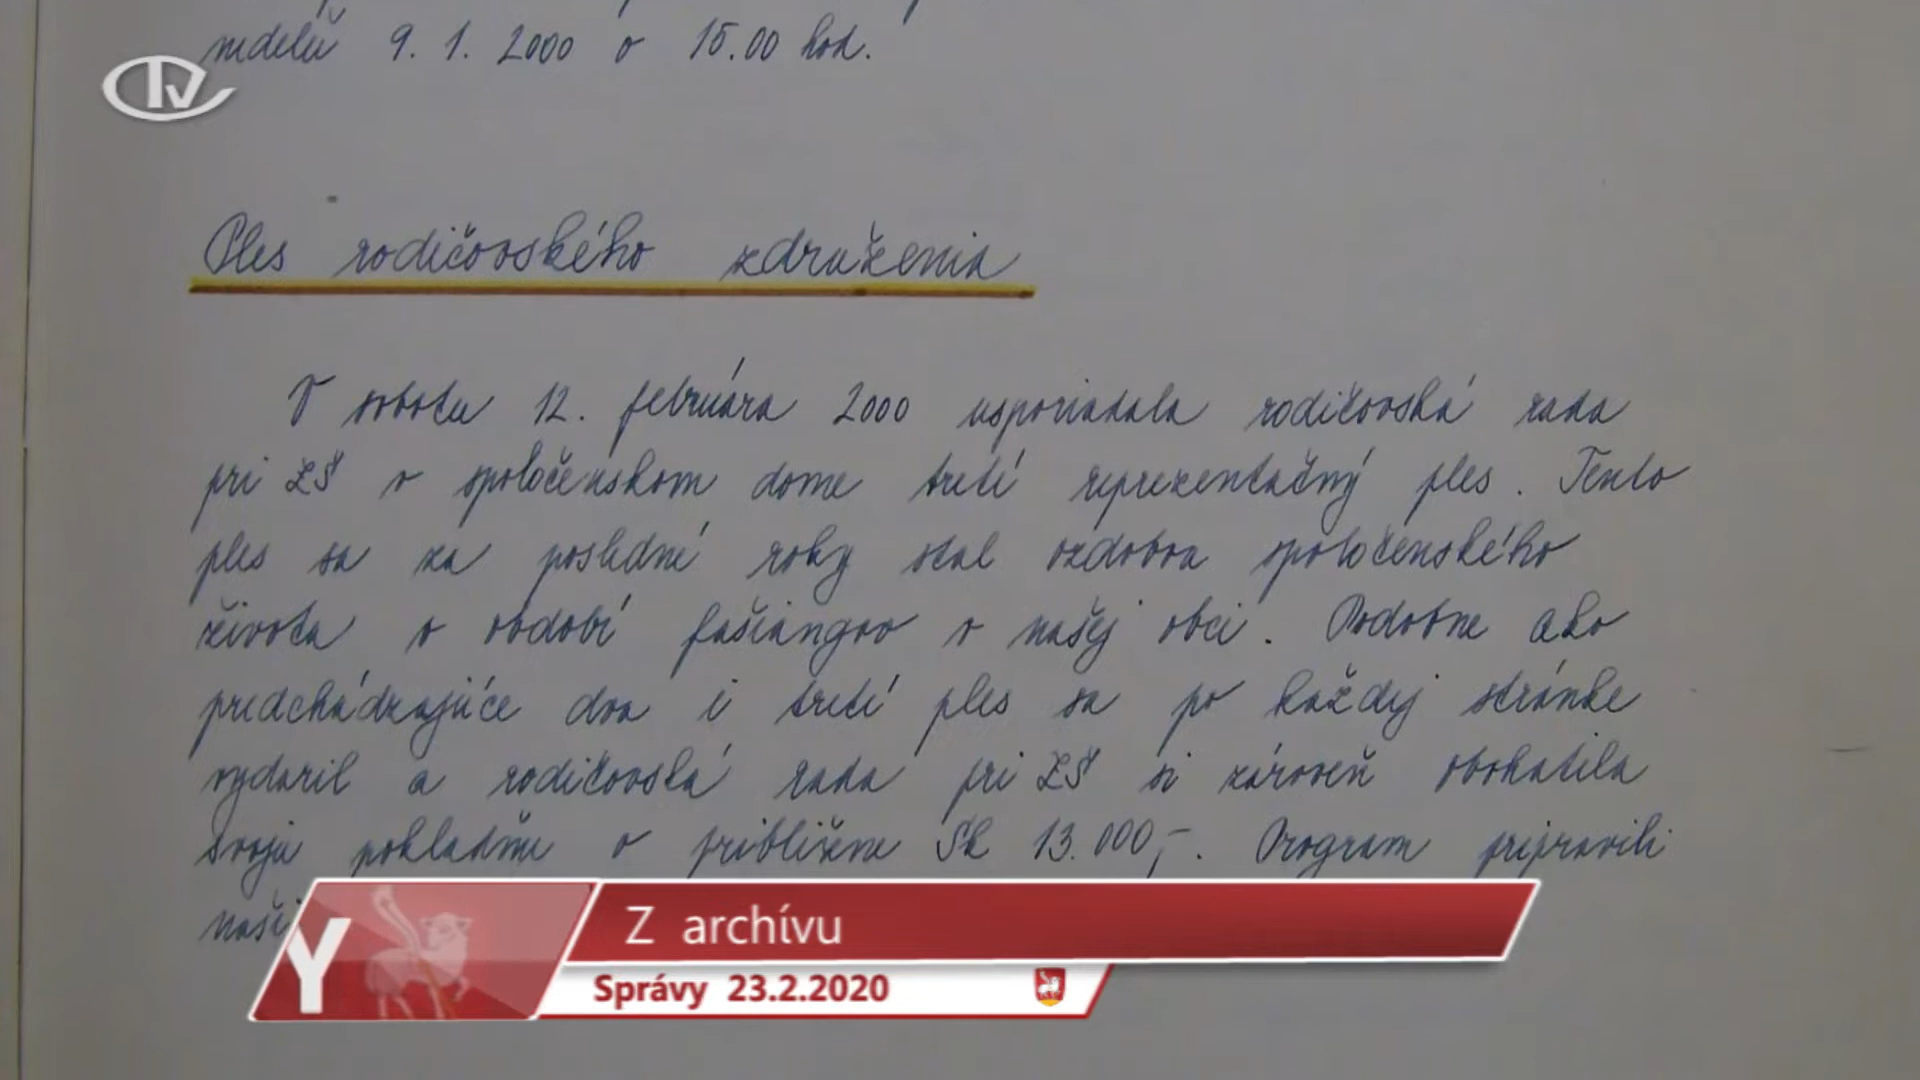 nedeľu 9. 1. 2000 o 15.00 hod.
TV
Ples rodičovského združenia
V sobotu 12. februára 2000 usporiadala rodičovská rada
pri ZŠ v spoločenskom dome tretí reprezentačný ples. Tento
ples sa za posledné roky stal ozdobou spoločenského
života v období fašiangov v našej obci. Podobne ako
predchádzajúce dva i tretí ples sa po každej stránke
vydaril a rodičovská rada pri ZŠ si zároveň obohatila
svoju pokladňu o približne Sk 13.000,-. Program pripravili
naši
Y
Z archívu
Správy 23.2.2020